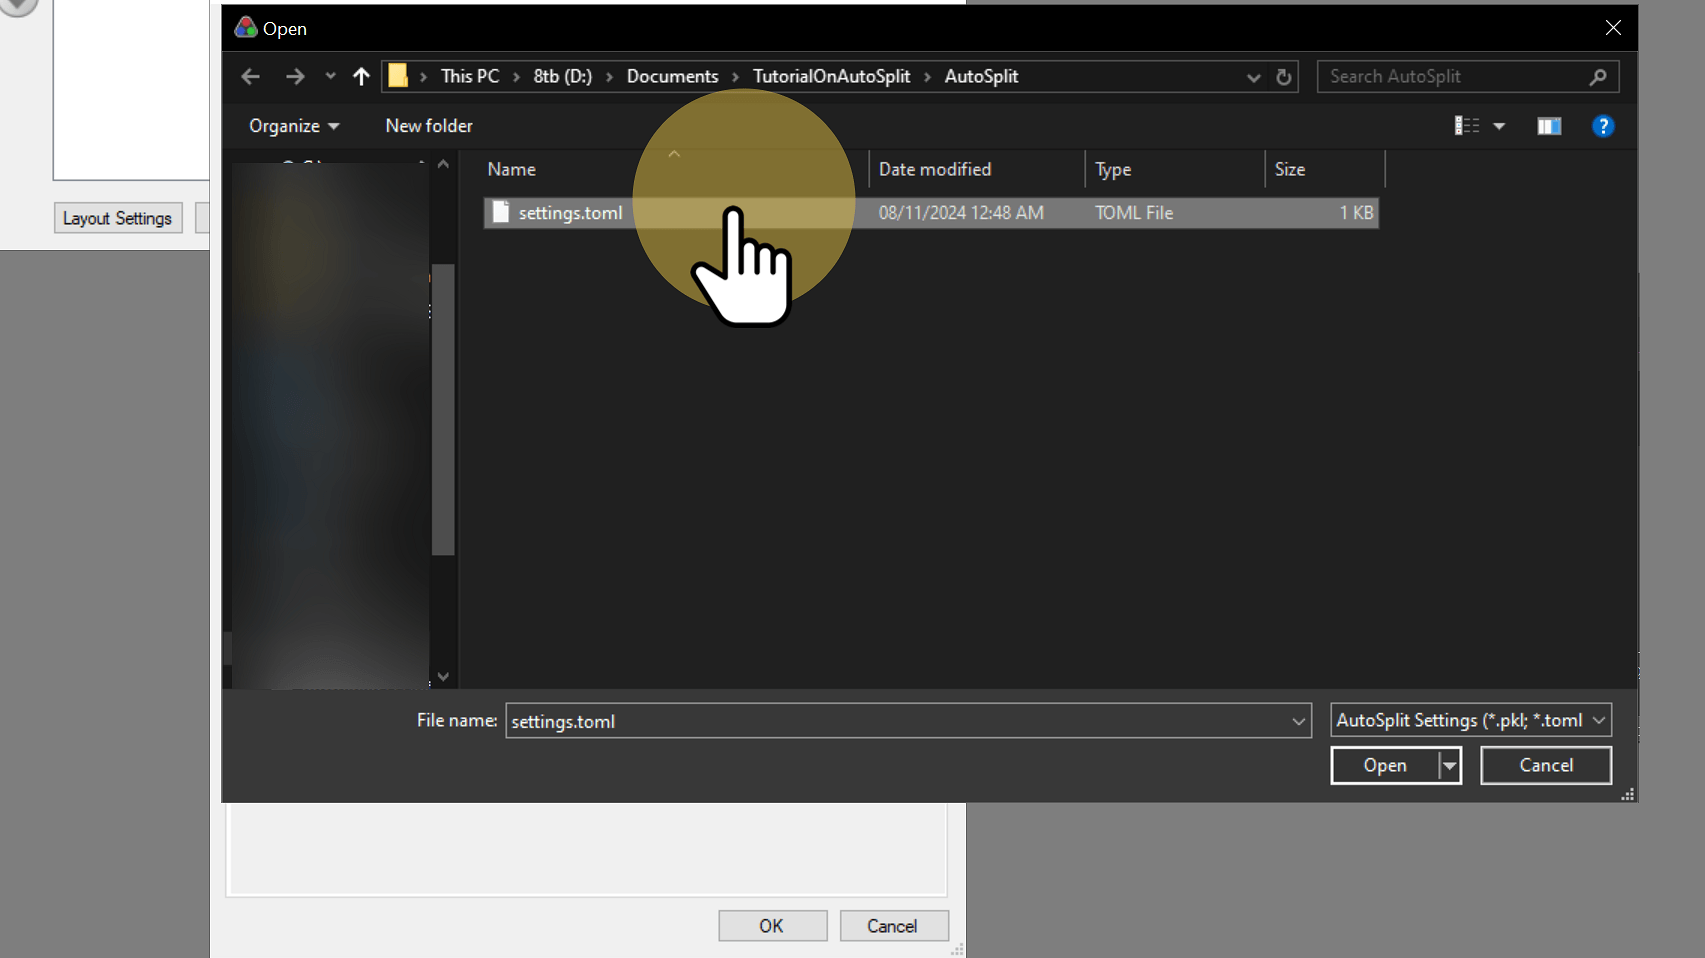 Open
This PC > 8tb (D:) > Documents > TutorialOnAutoSplit > AutoSplit
Search AutoSplit
Organize
New folder
?
Name
Date modified
Type
Size
settings.toml
08/11/2024 12:48 AM
TOML File
1 KB
Layout Settings
File name:
settings.toml
AutoSplit Settings (*.pkl; *.toml
Open
Cancel
OK
Cancel